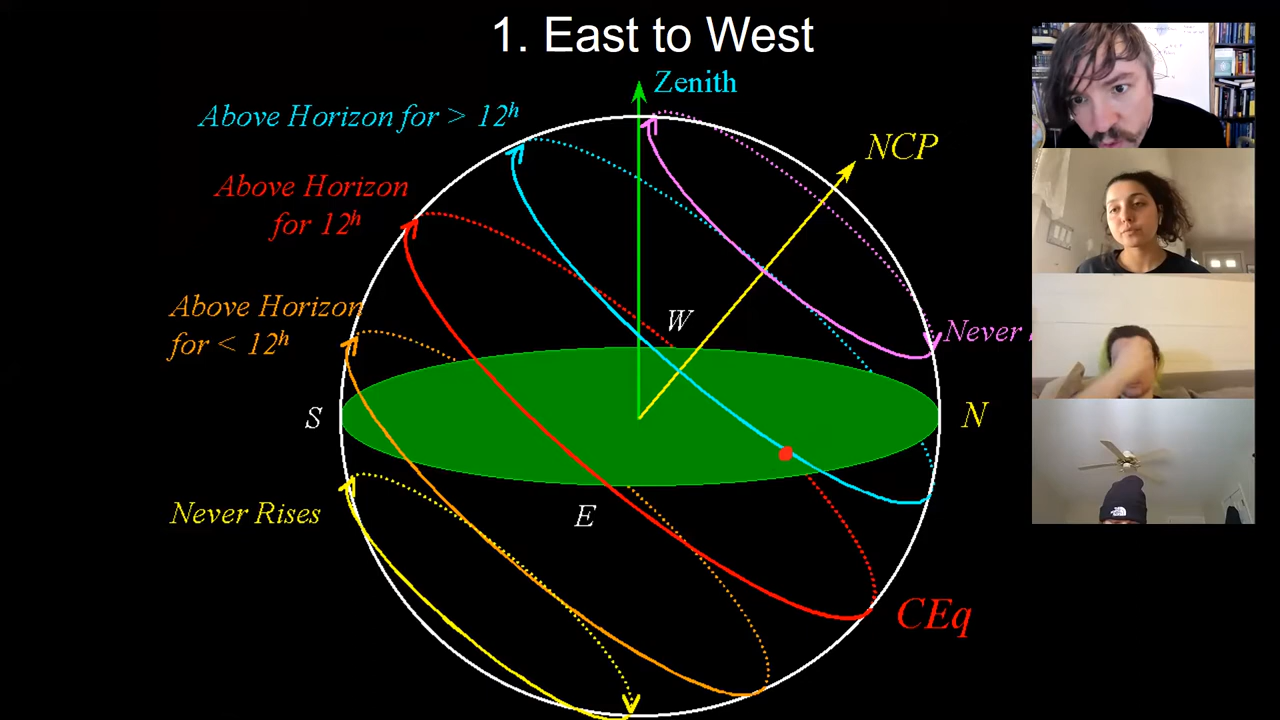 1. East to West
Zenith
Above Horizon for > 12ʰ
NCP
Above Horizon
for 12ʰ
Above Horizon
for < 12ʰ
W
Never
S
N
Never Rises
E
CEq